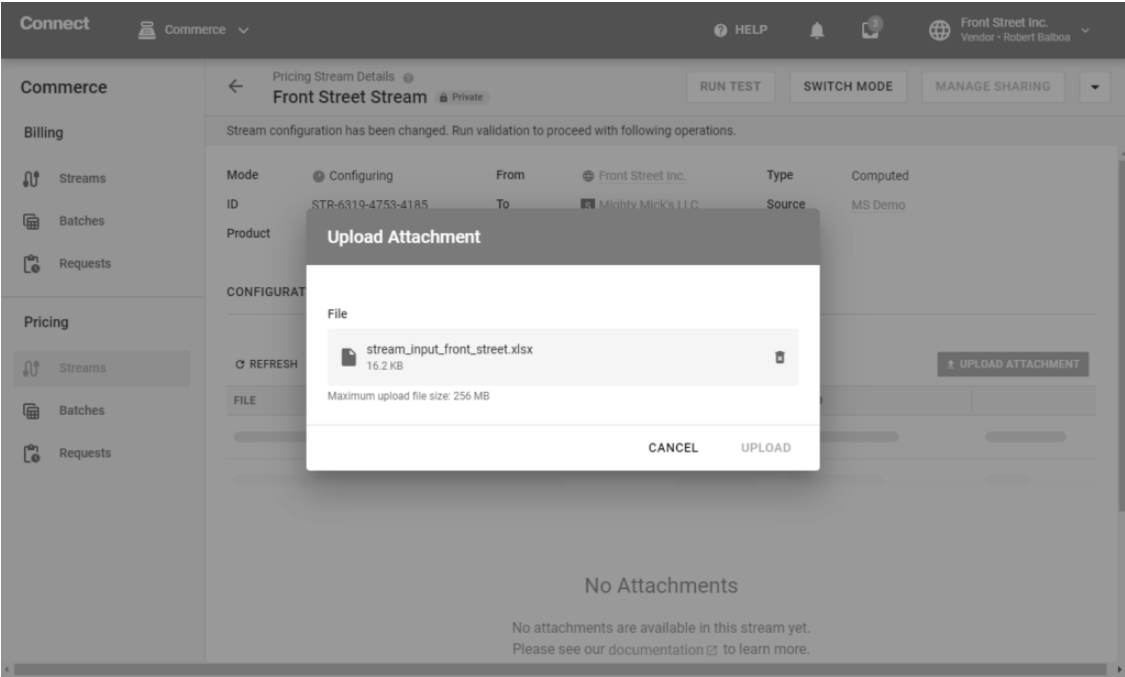 Connect
Commerce
HELP
3
Front Street Inc.
Vendor • Robert Balboa
Commerce
Billing
Streams
Batches
Requests
Pricing
Streams
Batches
Requests
Pricing Stream Details
Front Street Stream Private
RUN TEST
SWITCH MODE
MANAGE SHARING
Stream configuration has been changed. Run validation to proceed with following operations.
Mode Configuring From Front Street Inc. Type Computed
ID STR-6319-4753-4185 To S Mighty Mick's LLC Source MS Demo
Product
CONFIGURAT
REFRESH
UPLOAD ATTACHMENT
FILE
Upload Attachment
File
stream_input_front_street.xlsx
16.2 KB
Maximum upload file size: 256 MB
CANCEL UPLOAD
No Attachments
No attachments are available in this stream yet.
Please see our documentation to learn more.